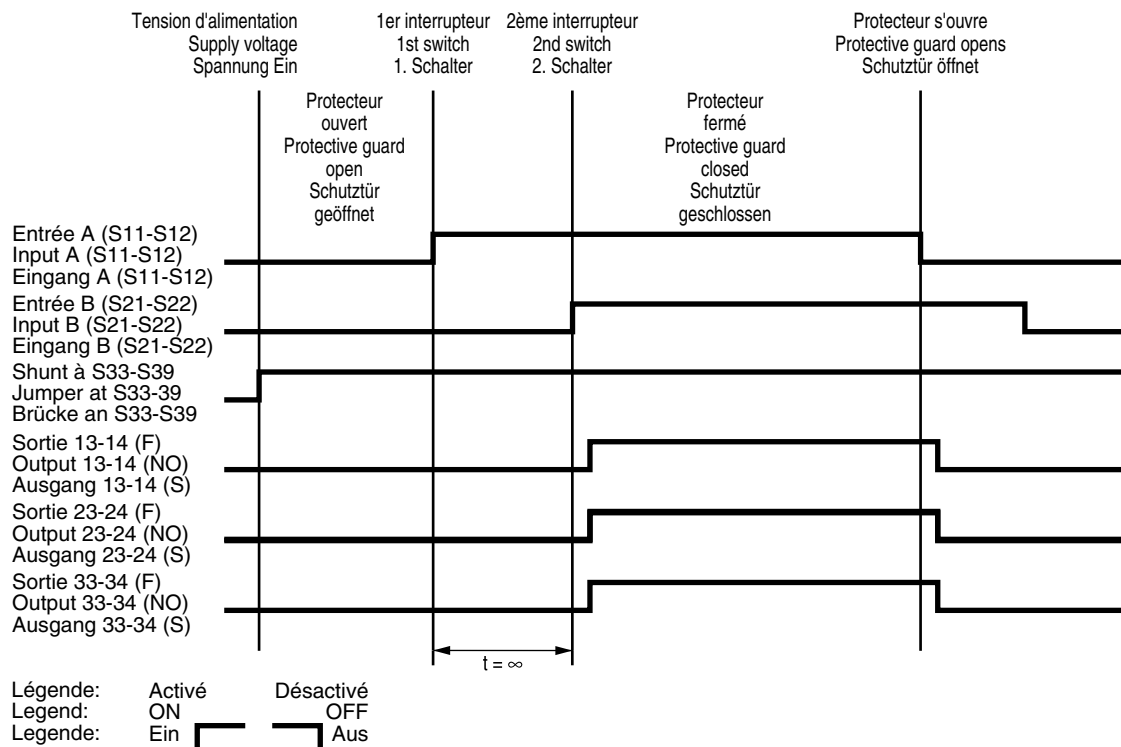 Tension d'alimentation
Supply voltage
Spannung Ein
1er interrupteur
1st switch
1. Schalter
2ème interrupteur
2nd switch
2. Schalter
Protecteur s'ouvre
Protective guard opens
Schutztür öffnet
Protecteur
ouvert
Protective guard
open
Schutztür
geöffnet
Protecteur
fermé
Protective guard
closed
Schutztür
geschlossen
Entrée A (S11-S12)
Input A (S11-S12)
Eingang A (S11-S12)
Entrée B (S21-S22)
Input B (S21-S22)
Eingang B (S21-S22)
Shunt à S33-S39
Jumper at S33-39
Brücke an S33-S39
Sortie 13-14 (F)
Output 13-14 (NO)
Ausgang 13-14 (S)
Sortie 23-24 (F)
Output 23-24 (NO)
Ausgang 23-24 (S)
Sortie 33-34 (F)
Output 33-34 (NO)
Ausgang 33-34 (S)
t = ∞
Légende: Activé Désactivé
Legend: ON OFF
Legende: Ein Aus